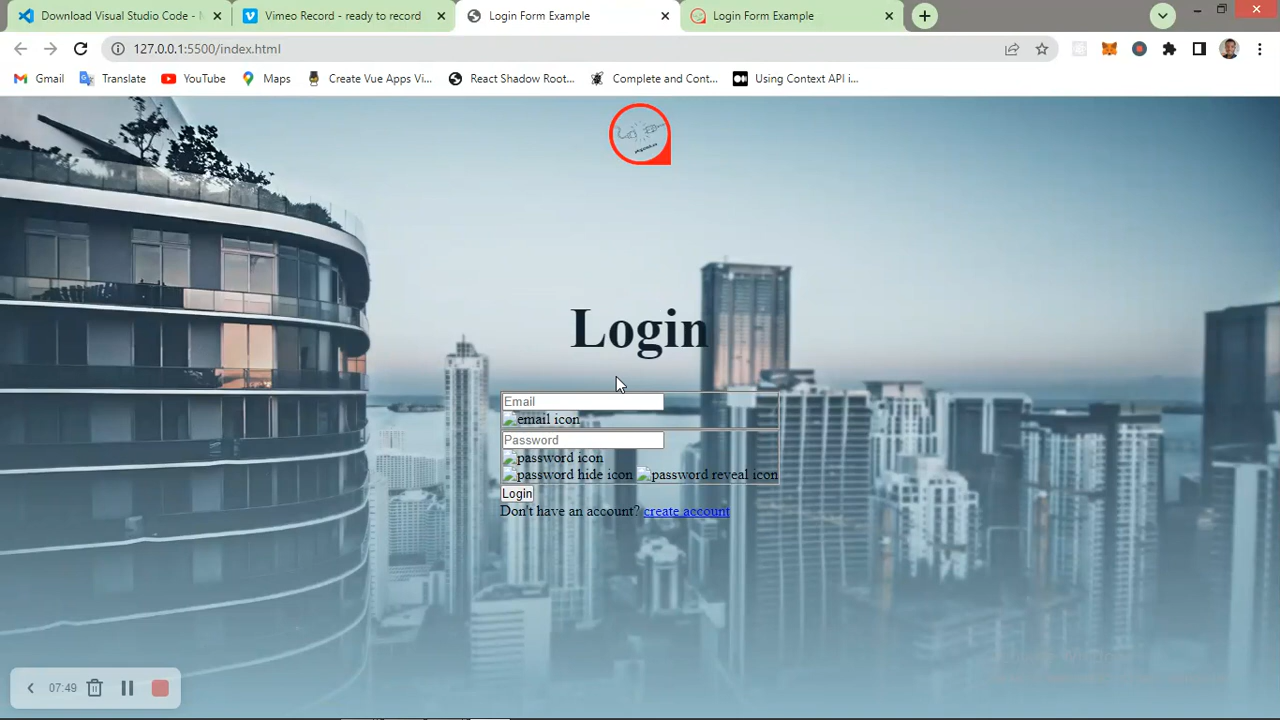 Download Visual Studio Code -
Vimeo Record - ready to record
Login Form Example
Login Form Example
127.0.0.1:5500/index.html
Gmail
Translate
YouTube
Maps
Create Vue Apps Vi...
React Shadow Root...
Complete and Cont...
Using Context API i...
Login
Email
email icon
Password
password icon
password hide icon password reveal icon
Login
Don't have an account? create account
07:49